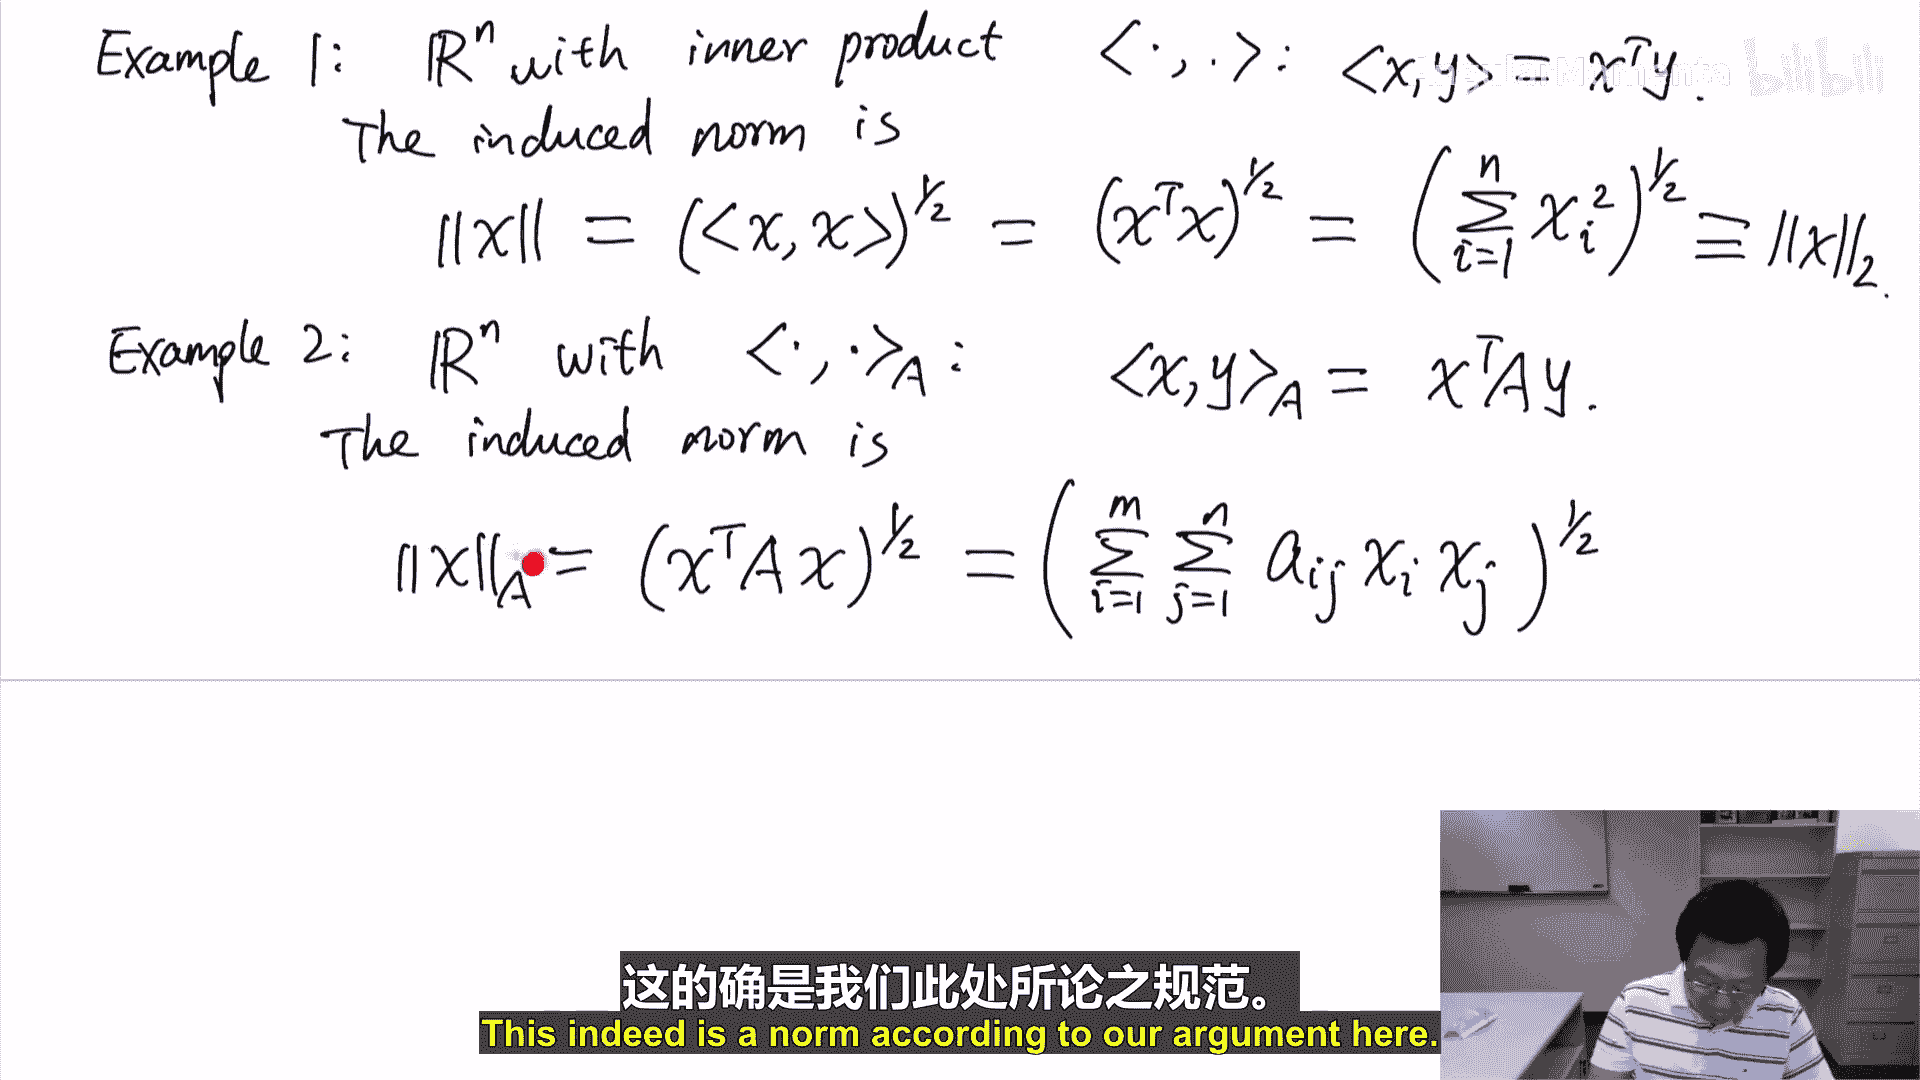 Example 1: ℝⁿ with inner product <·,·>: <x,y> = xᵀy.
bilibili
The induced norm is
||x|| = (<x,x>)^{1/2} = (xᵀx)^{1/2} = (∑_{i=1}^{n} x_i²)^{1/2} ≡ ||x||₂.
Example 2: ℝⁿ with <·,·>_A: <x,y>_A = xᵀAy.
The induced norm is
||x||_A = (xᵀAx)^{1/2} = (∑_{i=1}^{m} ∑_{j=1}^{n} a_{ij} x_i x_j)^{1/2}
这的确是我们此处所论之规范。
This indeed is a norm according to our argument here.